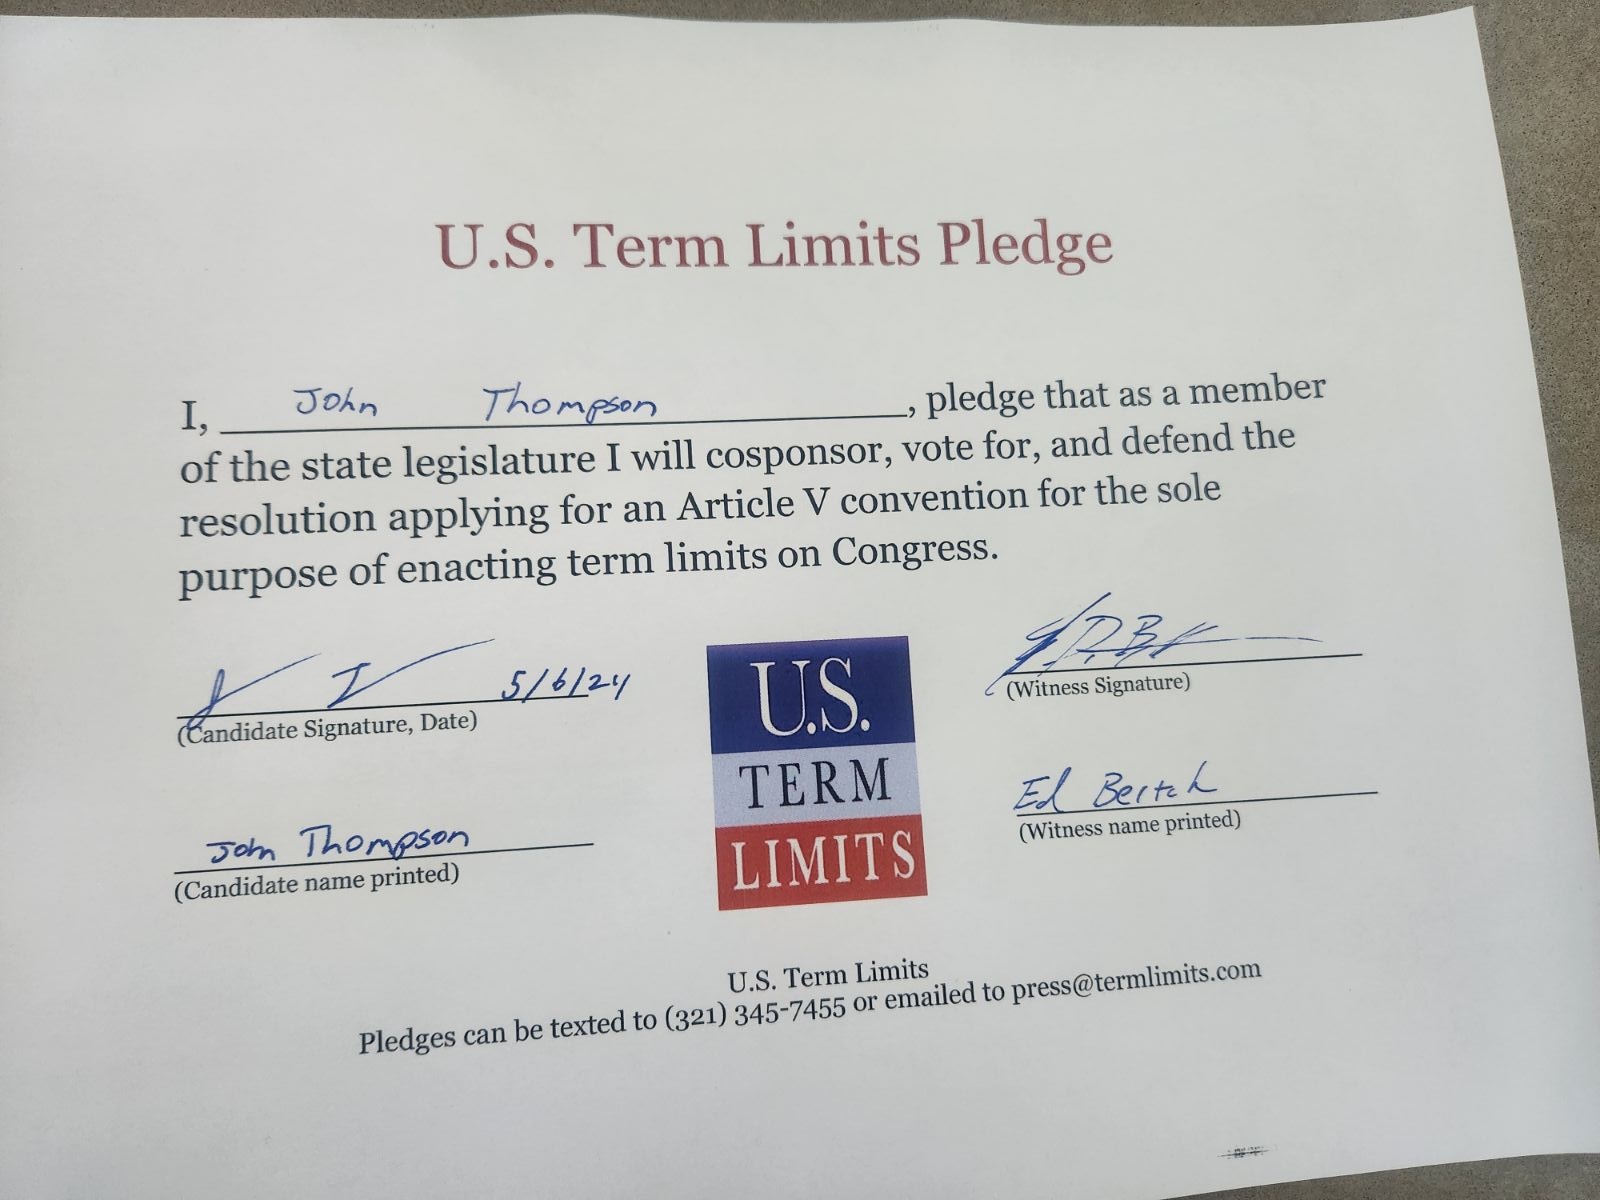 U.S. Term Limits Pledge
I, John Thompson, pledge that as a member
of the state legislature I will cosponsor, vote for, and defend the
resolution applying for an Article V convention for the sole
purpose of enacting term limits on Congress.
5/6/24
(Candidate Signature, Date)
(Witness Signature)
John Thompson
(Candidate name printed)
Ed Bertch
(Witness name printed)
U.S.
TERM
LIMITS
U.S. Term Limits
Pledges can be texted to (321) 345-7455 or emailed to press@termlimits.com